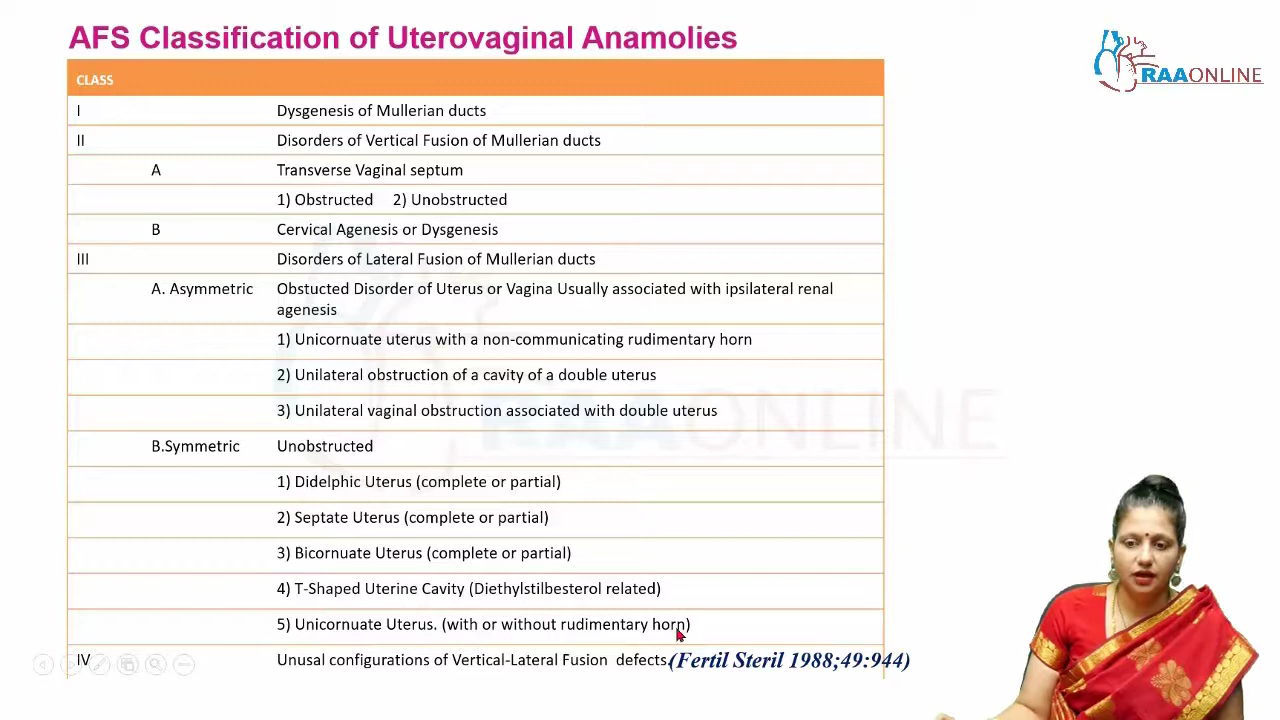 AFS Classification of Uterovaginal Anamolies
RAAONLINE
CLASS
I Dysgenesis of Mullerian ducts
II Disorders of Vertical Fusion of Mullerian ducts
A Transverse Vaginal septum
1) Obstructed 2) Unobstructed
B Cervical Agenesis or Dysgenesis
III Disorders of Lateral Fusion of Mullerian ducts
A. Asymmetric Obstucted Disorder of Uterus or Vagina Usually associated with ipsilateral renal
agenesis
1) Unicornuate uterus with a non-communicating rudimentary horn
2) Unilateral obstruction of a cavity of a double uterus
3) Unilateral vaginal obstruction associated with double uterus
RAAONLINE
B.Symmetric Unobstructed
1) Didelphic Uterus (complete or partial)
2) Septate Uterus (complete or partial)
3) Bicornuate Uterus (complete or partial)
4) T-Shaped Uterine Cavity (Diethylstilbesterol related)
5) Unicornuate Uterus. (with or without rudimentary horn)
IV Unusal configurations of Vertical-Lateral Fusion defects. (Fertil Steril 1988;49:944)